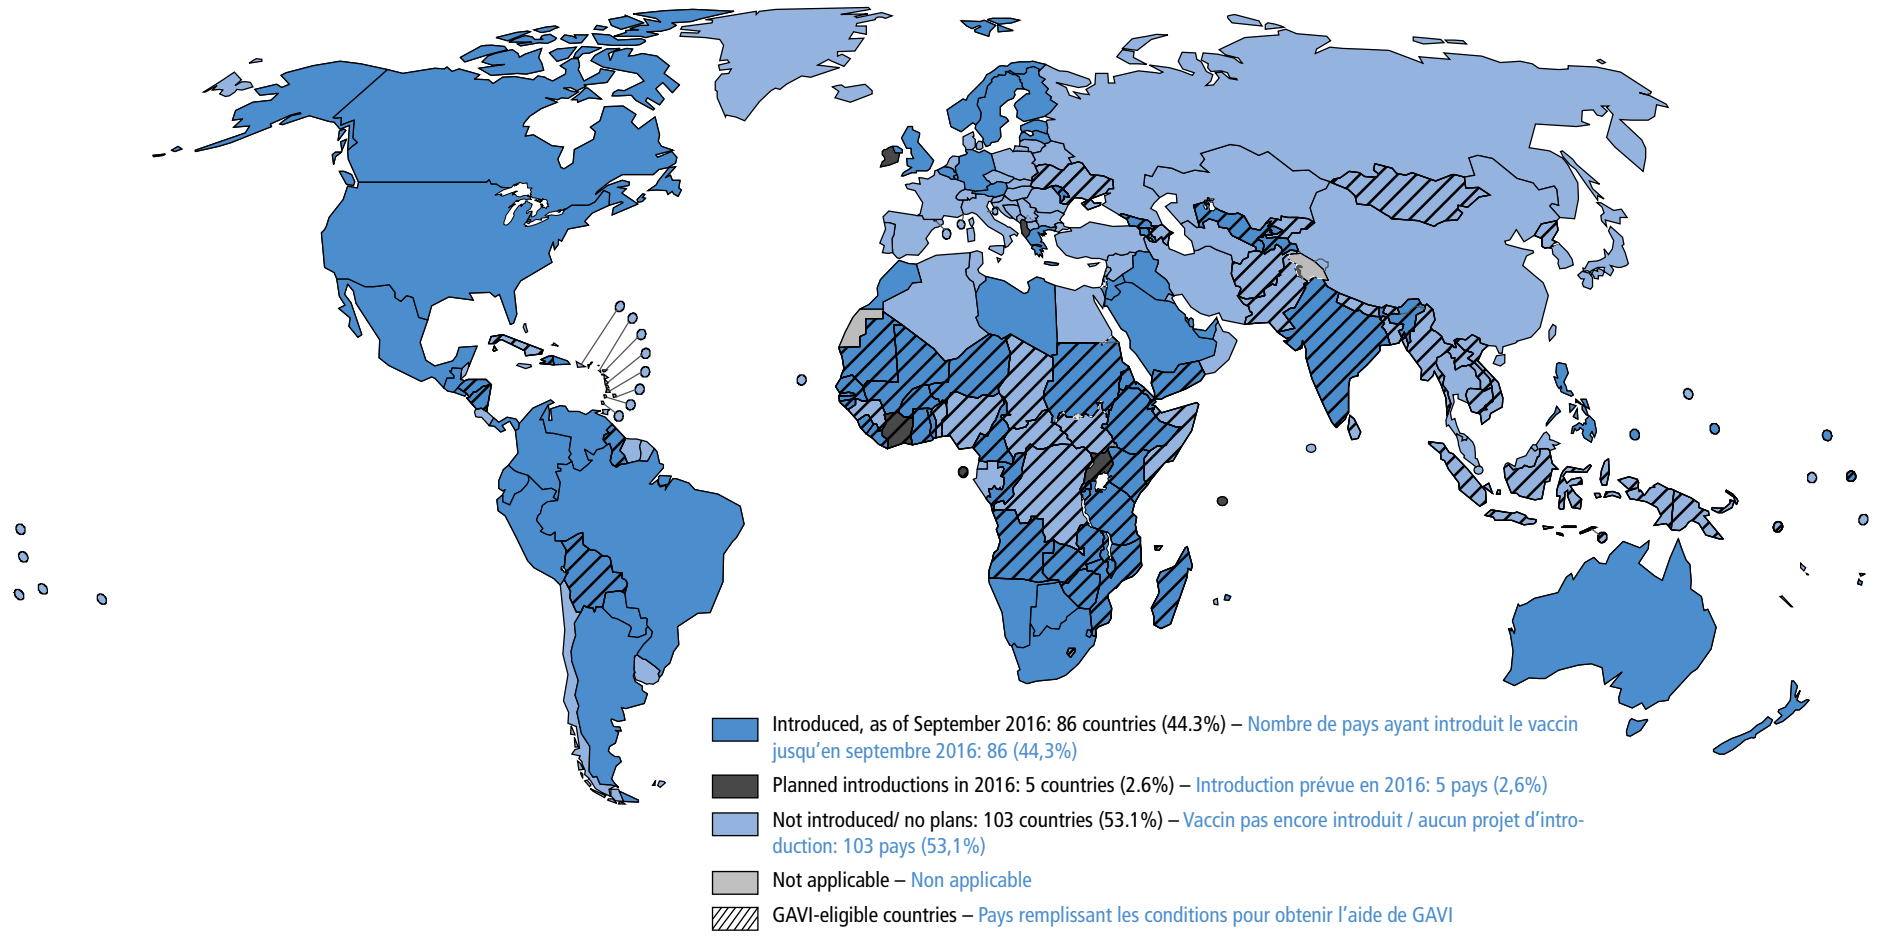 Introduced, as of September 2016: 86 countries (44.3%) – Nombre de pays ayant introduit le vaccin
jusqu’en septembre 2016: 86 (44,3%)
Planned introductions in 2016: 5 countries (2.6%) – Introduction prévue en 2016: 5 pays (2,6%)
Not introduced/ no plans: 103 countries (53.1%) – Vaccin pas encore introduit / aucun projet d’intro-
duction: 103 pays (53,1%)
Not applicable – Non applicable
GAVI-eligible countries – Pays remplissant les conditions pour obtenir l’aide de GAVI